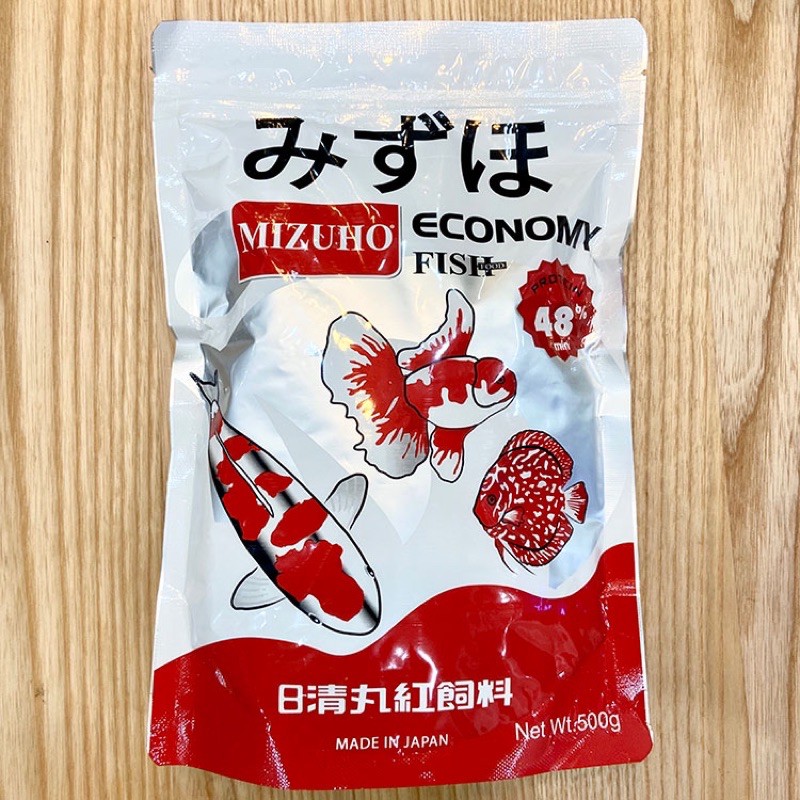 みずほ
MIZUHO®
ECONOMY
FISH FOOD
PROTEIN
48%
min
日清丸紅飼料
Net Wt.500g
MADE IN JAPAN